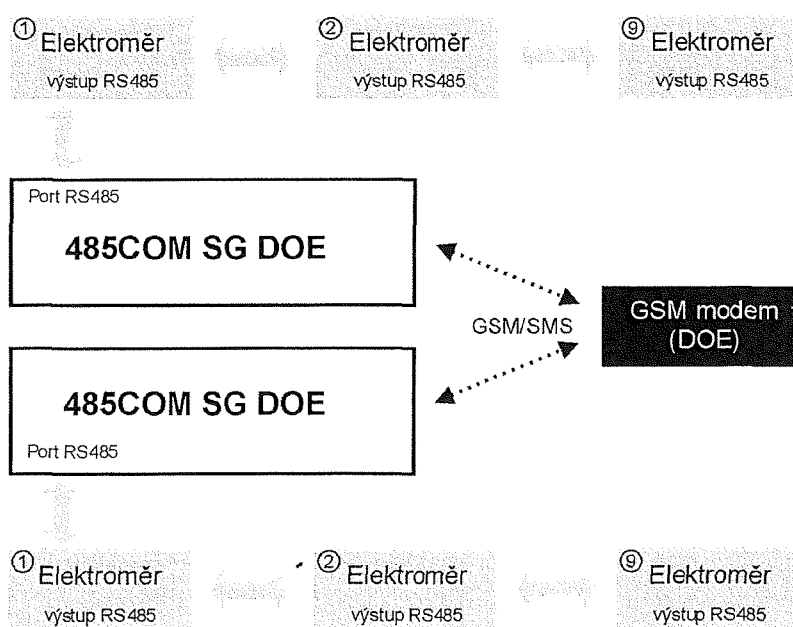 ① Elektroměr
výstup RS485
② Elektroměr
výstup RS485
⑨ Elektroměr
výstup RS485
Port RS485
485COM SG DOE
GSM/SMS
GSM modem
(DOE)
485COM SG DOE
Port RS485
① Elektroměr
výstup RS485
② Elektroměr
výstup RS485
⑨ Elektroměr
výstup RS485